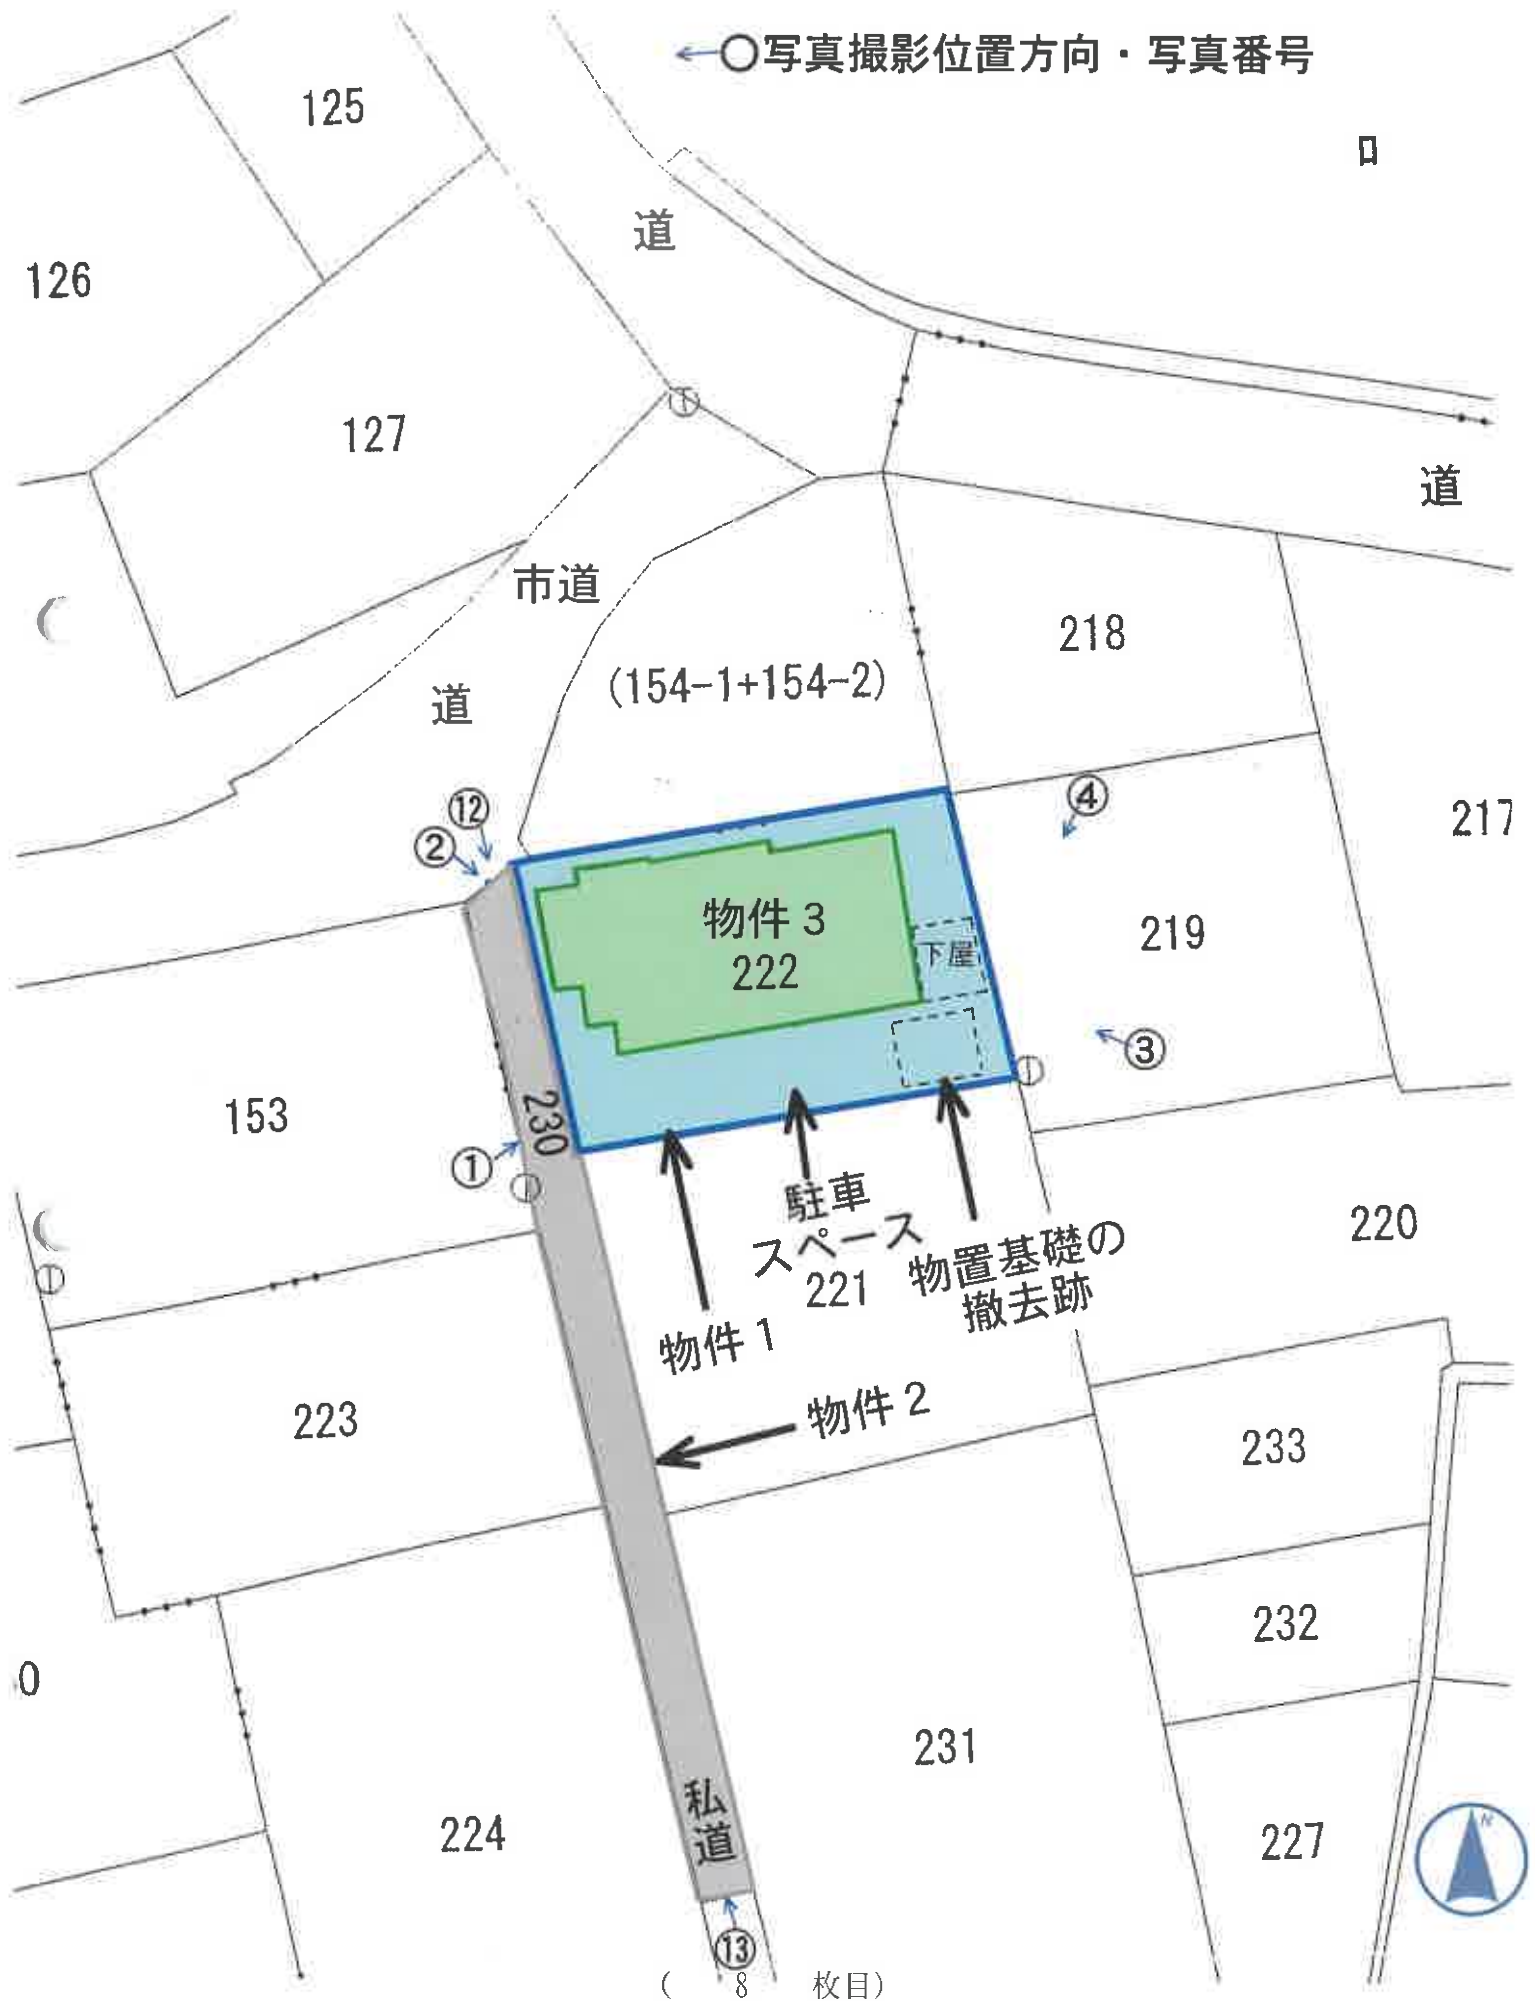 ←○写真撮影位置方向・写真番号
125
ロ
道
126
127
道
市道
218
(154-1+154-2)
道
217
④
⑫
②
物件3
222
下屋
219
③
153
230
①
駐車
スペース
221
物置基礎の
撤去跡
220
物件1
物件2
223
233
232
0
231
私道
224
227
N
⑬
( 8 枚目)